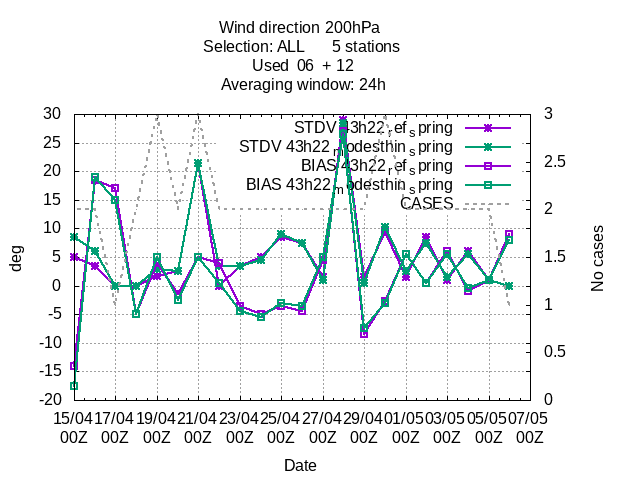 Wind direction 200hPa
Selection: ALL 5 stations
Used 06 + 12
Averaging window: 24h
STDV 43h22_ref_spring
STDV 43h22_modesthin_spring
BIAS 43h22_ref_spring
BIAS 43h22_modesthin_spring
CASES
30
25
20
15
10
5
0
-5
-10
-15
-20
deg
3
2.5
2
1.5
1
0.5
0
No cases
15/04 17/04 19/04 21/04 23/04 25/04 27/04 29/04 01/05 03/05 05/05 07/05
00Z 00Z 00Z 00Z 00Z 00Z 00Z 00Z 00Z 00Z 00Z 00Z
Date